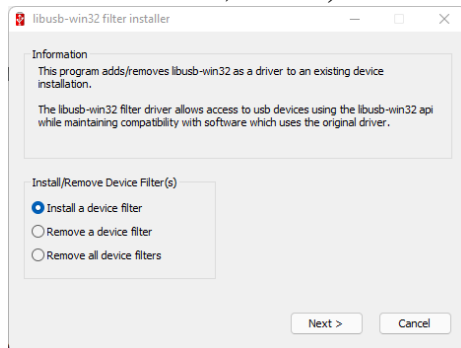 libusb-win32 filter installer
Information
This program adds/removes libusb-win32 as a driver to an existing device
installation.
The libusb-win32 filter driver allows access to usb devices using the libusb-win32 api
while maintaining compatibility with software which uses the original driver.
Install/Remove Device Filter(s)
Install a device filter
Remove a device filter
Remove all device filters
Next >
Cancel